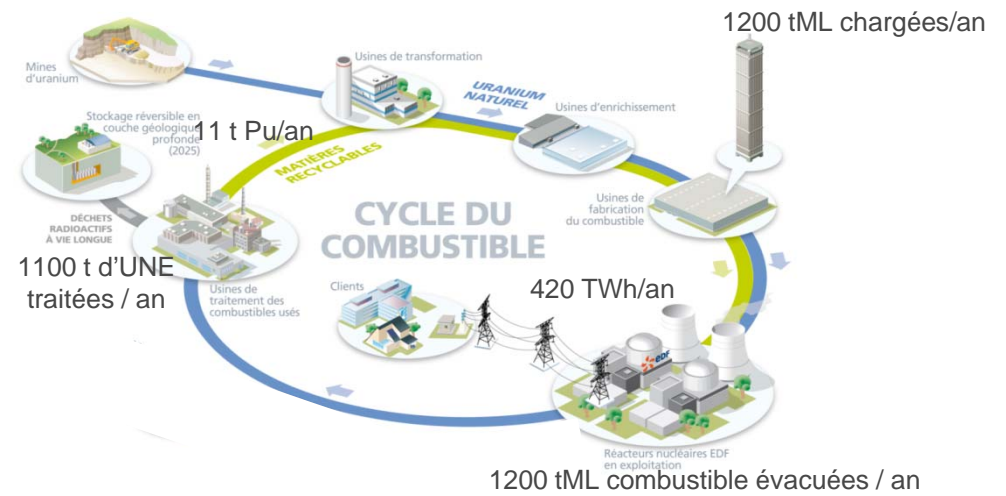 1200 tML chargées/an
Mines
d'uranium
Usines de transformation
URANIUM
NATUREL
Usines d'enrichissement
Stockage réversible en
couche géologique
profonde
(2025)
11 t Pu/an
MATIÈRES
RECYCLABLES
Usines de
fabrication
du combustible
DÉCHETS
RADIOACTIFS
À VIE LONGUE
CYCLE DU
COMBUSTIBLE
1100 t d'UNE
traitées / an
Usines de
traitement des
combustibles usés
Clients
420 TWh/an
edf
Réacteurs nucléaires EDF
en exploitation
1200 tML combustible évacuées / an